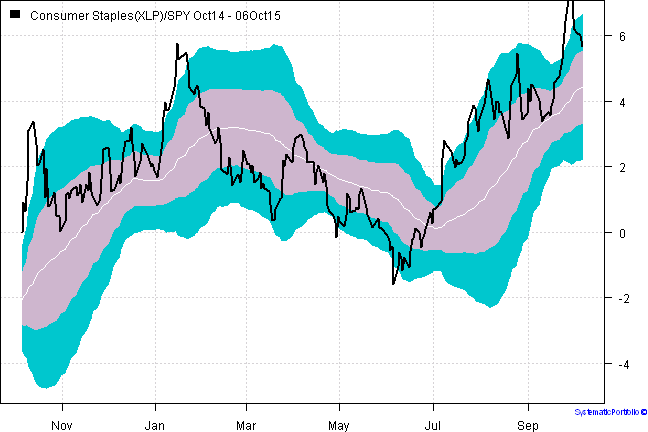 Consumer Staples(XLP)/SPY Oct14 - 06Oct15
6
4
2
0
-2
-4
Nov Jan Mar May Jul Sep
SystematicPortfolio ©